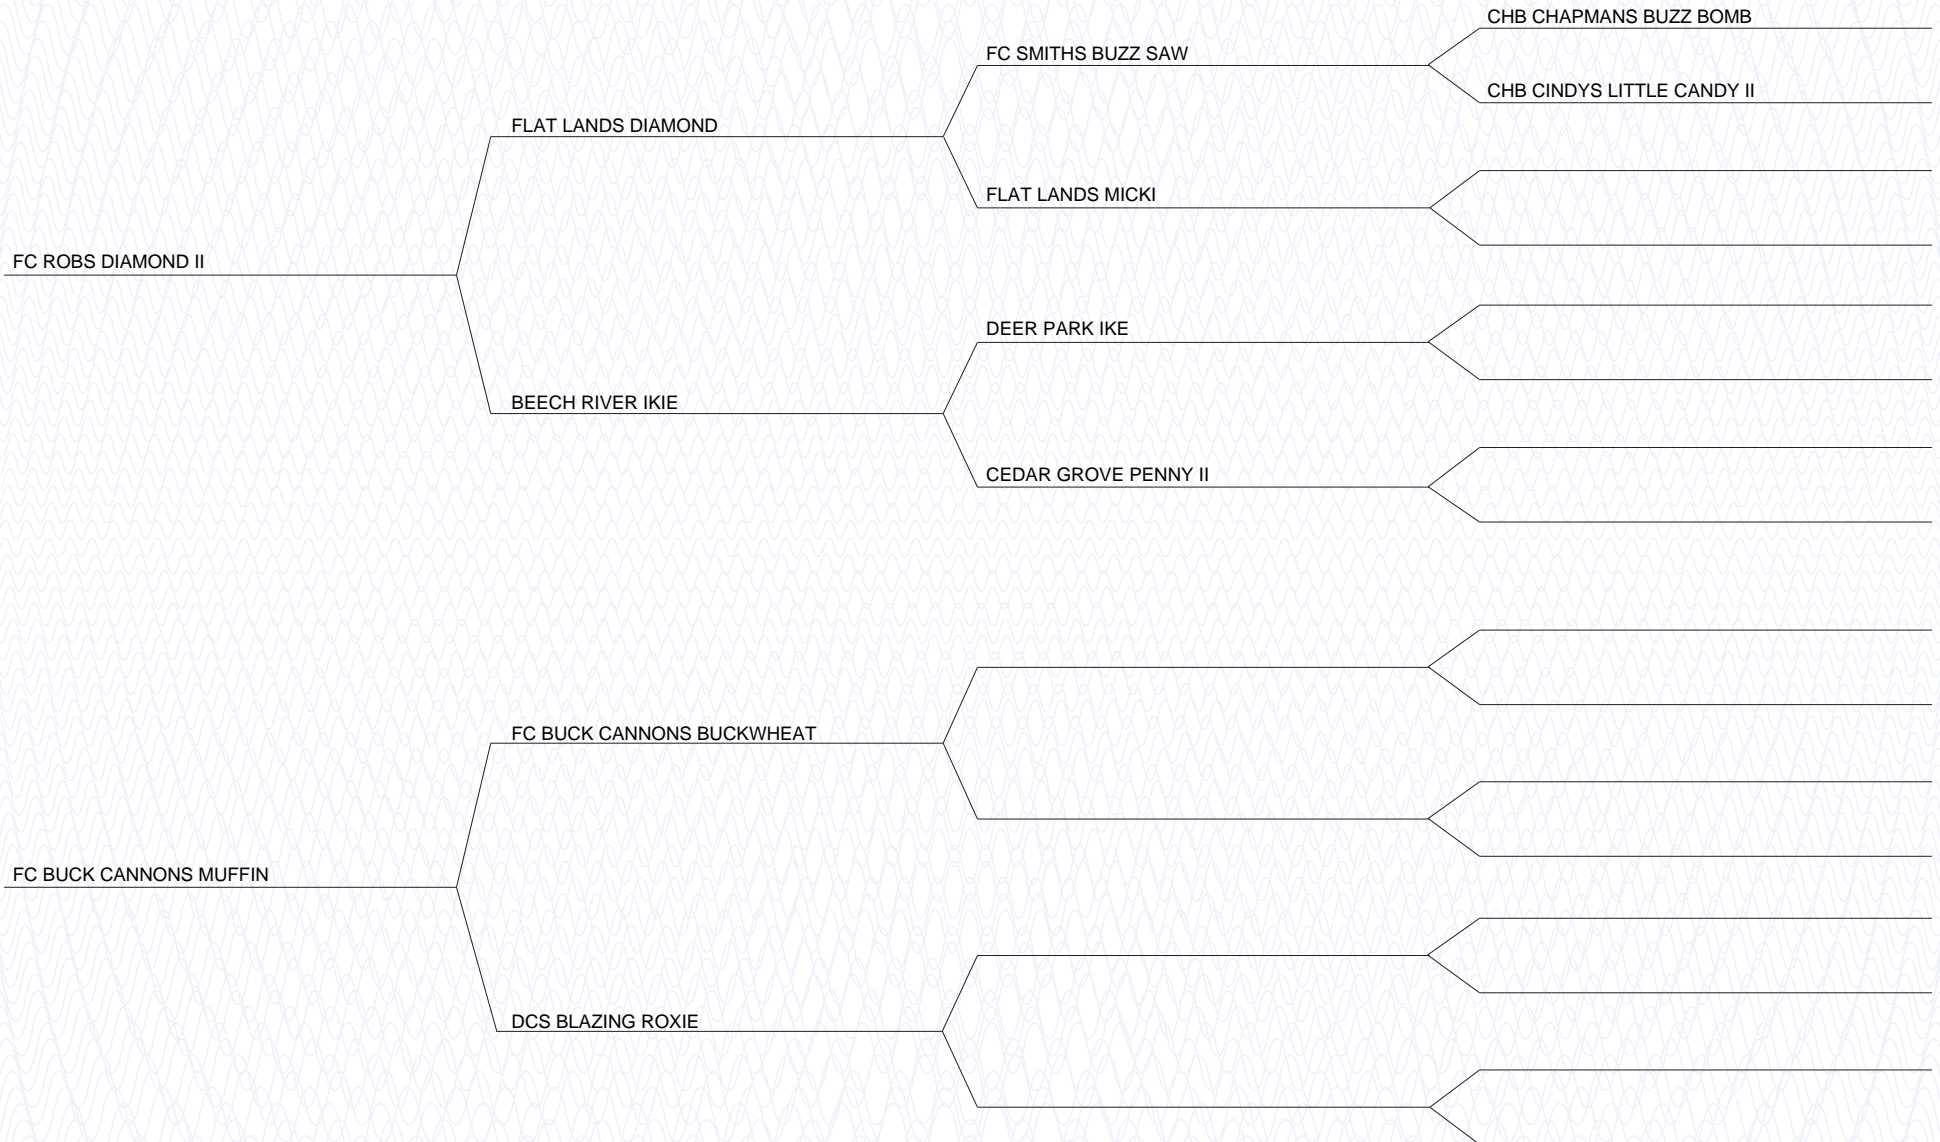 CHB CHAPMANS BUZZ BOMB
FC SMITHS BUZZ SAW
CHB CINDYS LITTLE CANDY II
FLAT LANDS DIAMOND
FLAT LANDS MICKI
FC ROBS DIAMOND II
DEER PARK IKE
BEECH RIVER IKIE
CEDAR GROVE PENNY II
FC BUCK CANNONS BUCKWHEAT
FC BUCK CANNONS MUFFIN
DCS BLAZING ROXIE